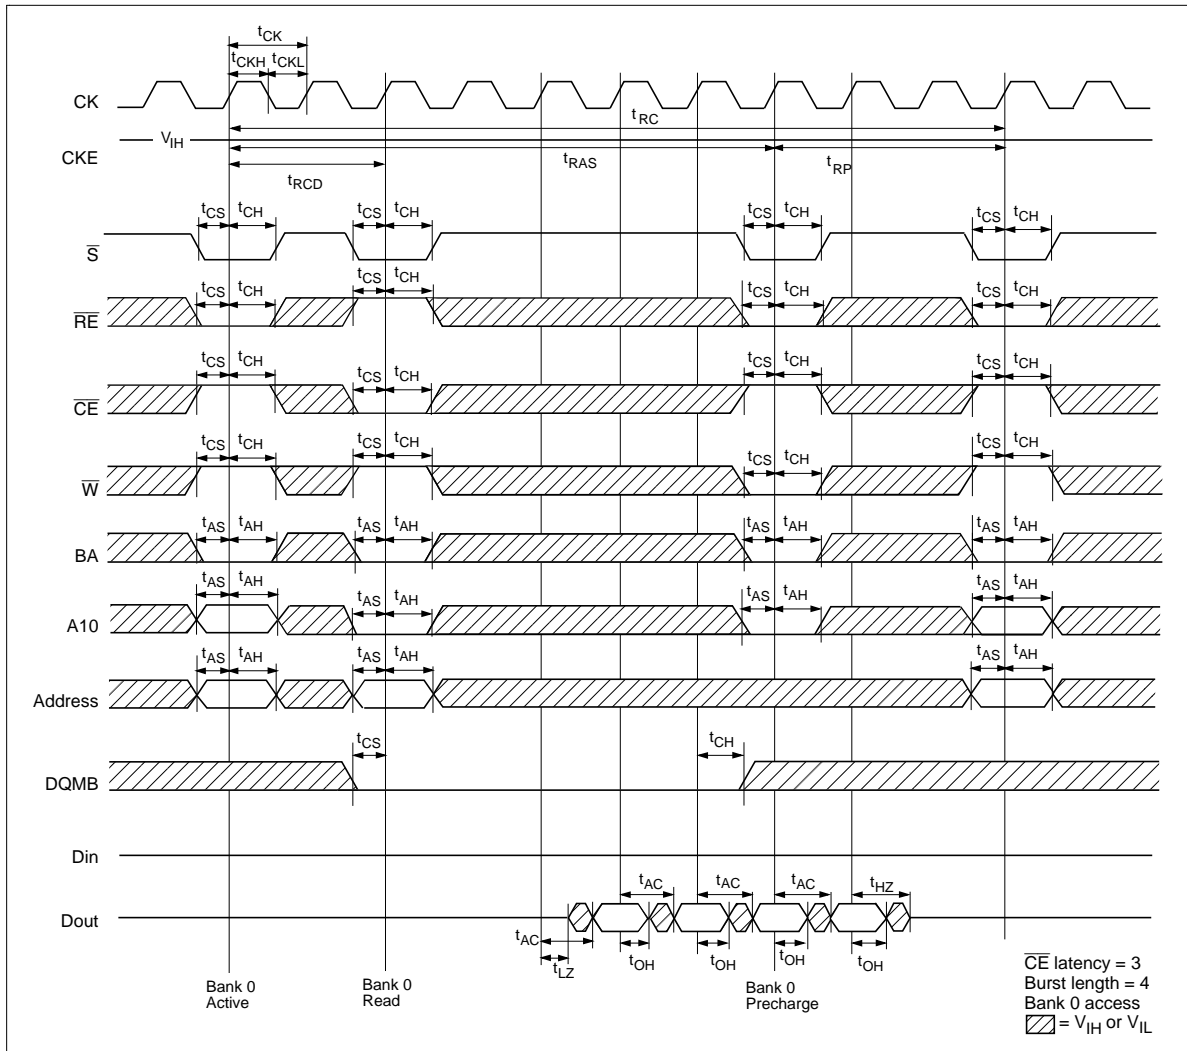 tCK
tCKH tCKL
CK
tRC
VIH
CKE
tRAS tRP
tRCD
tCS tCH tCS tCH tCS tCH tCS tCH
S
tCS tCH tCS tCH tCS tCH tCS tCH
RE
tCS tCH tCS tCH tCS tCH tCS tCH
CE
tCS tCH tCS tCH tCS tCH tCS tCH
W
tAS tAH tAS tAH tAS tAH tAS tAH
BA
tAS tAH tAS tAH tAS tAH tAS tAH
A10
tAS tAH tAS tAH tAS tAH
Address
tCS tCH
DQMB
Din
tAC tAC tAC tHZ
Dout
tAC
tLZ tOH tOH tOH tOH
Bank 0
Active
Bank 0
Read
Bank 0
Precharge
CE latency = 3
Burst length = 4
Bank 0 access
= VIH or VIL